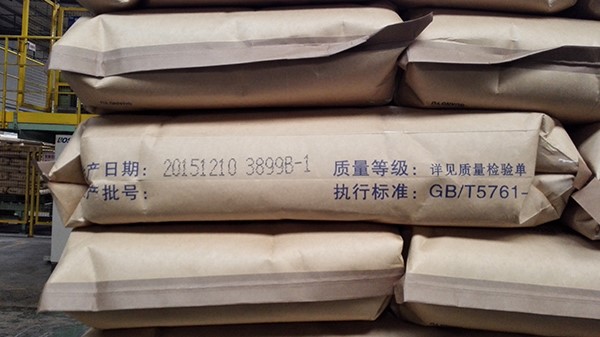 产日期: 20151210 3899B-1 质量等级: 详见质量检验单
产批号: 执行标准: GB/T5761-